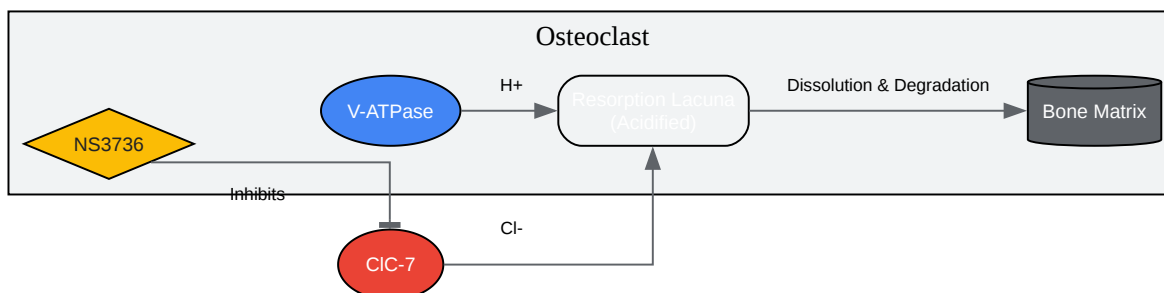 Osteoclast
V-ATPase
H+
Resorption Lacuna
(Acidified)
Dissolution & Degradation
Bone Matrix
NS3736
Inhibits
ClC-7
Cl-